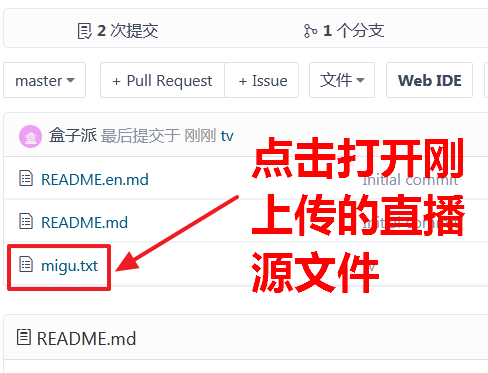 2 次提交 1 个分支
master + Pull Request + Issue 文件 Web IDE
盒子派 最后提交于 刚刚 tv
点击打开刚
README.en.md Initial commit
上传的直播
README.md
migu.txt
源文件
README.md